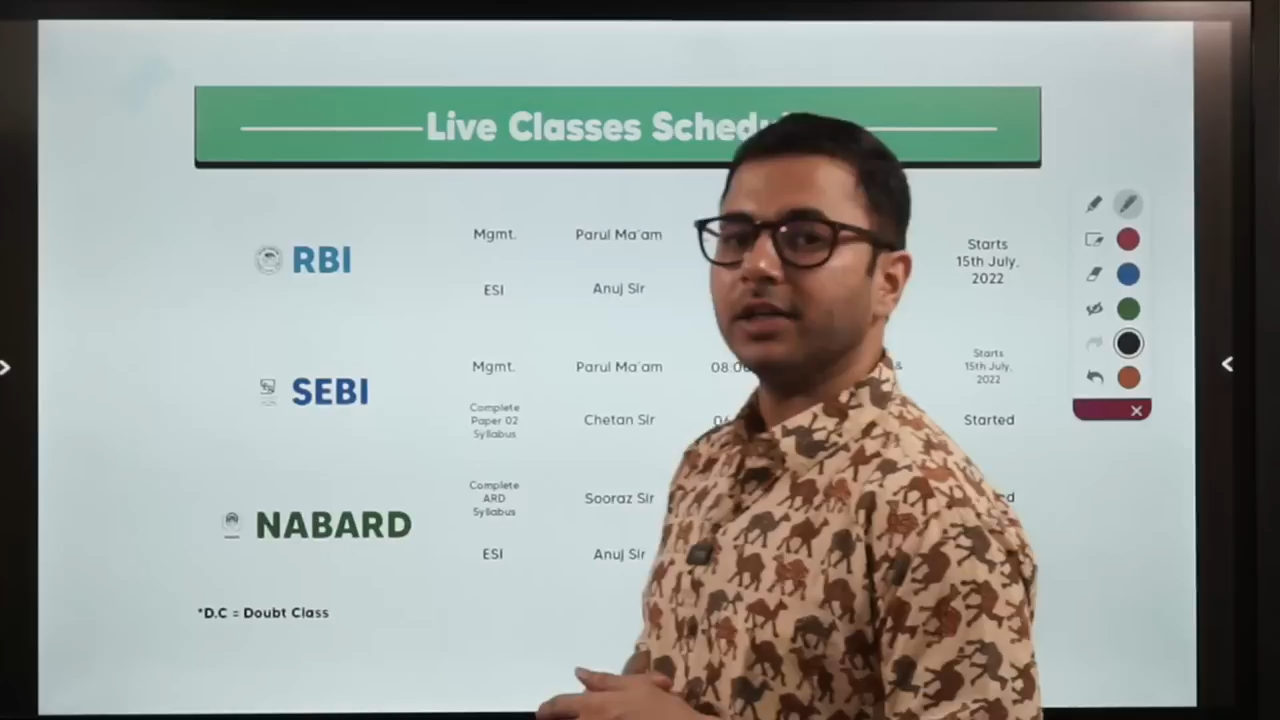 Live Classes
RBI
Mgmt.
Parul Ma'am
ESI
Anuj Sir
Starts
15th July,
2022
SEBI
Mgmt.
Parul Ma'am
&
Starts
15th July,
2022
Complete
Paper 02
Syllabus
Chetan Sir
Started
NABARD
Complete
ARD
Syllabus
Sooraz Sir
ESI
Anuj Sir
*D.C = Doubt Class